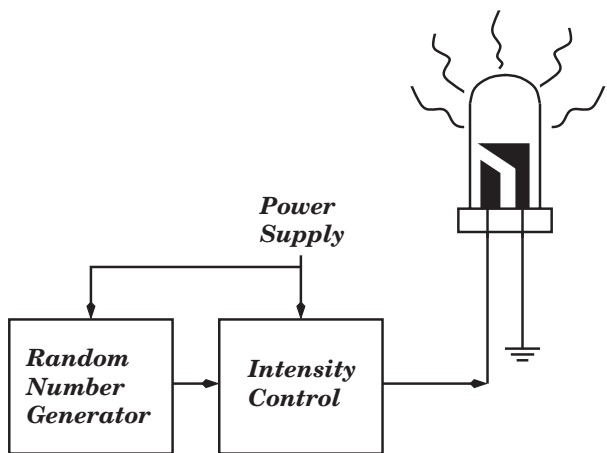 Power
Supply
Random
Number
Generator
Intensity
Control